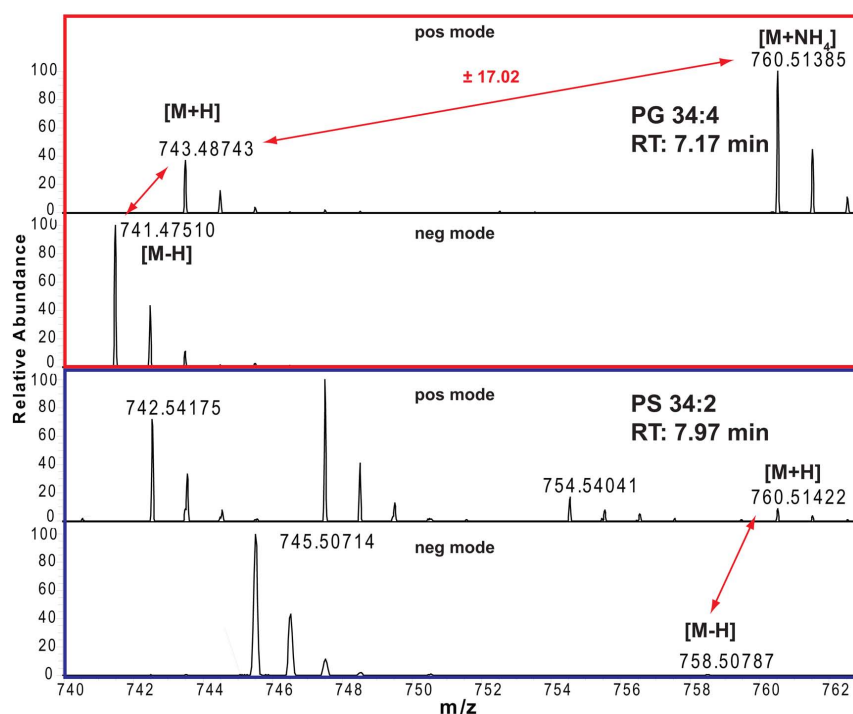 pos mode
[M+NH4]
760.51385
± 17.02
[M+H]
743.48743
PG 34:4
RT: 7.17 min
100
80
60
40
20
0
741.47510
neg mode
[M-H]
100
80
60
40
20
0
Relative Abundance
pos mode
742.54175
PS 34:2
RT: 7.97 min
754.54041
[M+H]
760.51422
100
80
60
40
20
0
745.50714
neg mode
[M-H]
758.50787
100
80
60
40
20
0
740 742 744 746 748 750 752 754 756 758 760 762
m/z